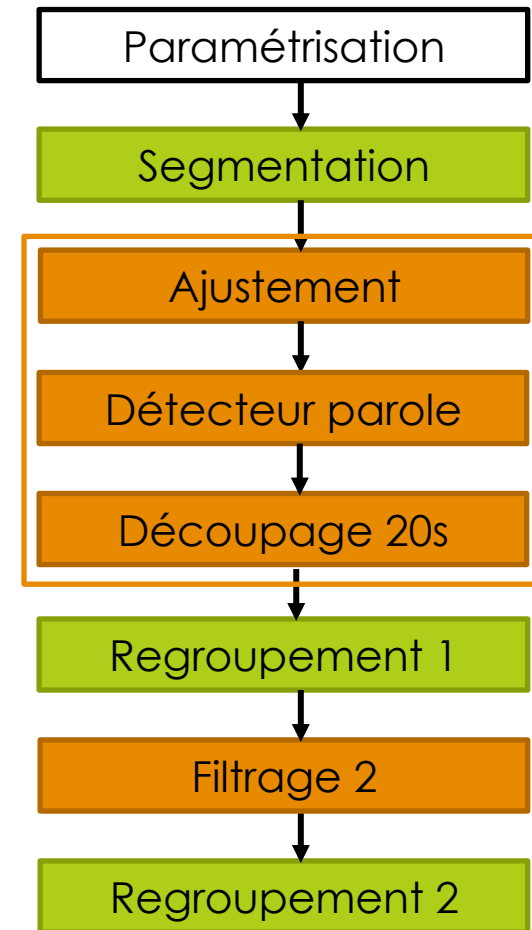 Paramétrisation
Segmentation
Ajustement
Détecteur parole
Découpage 20s
Regroupement 1
Filtrage 2
Regroupement 2